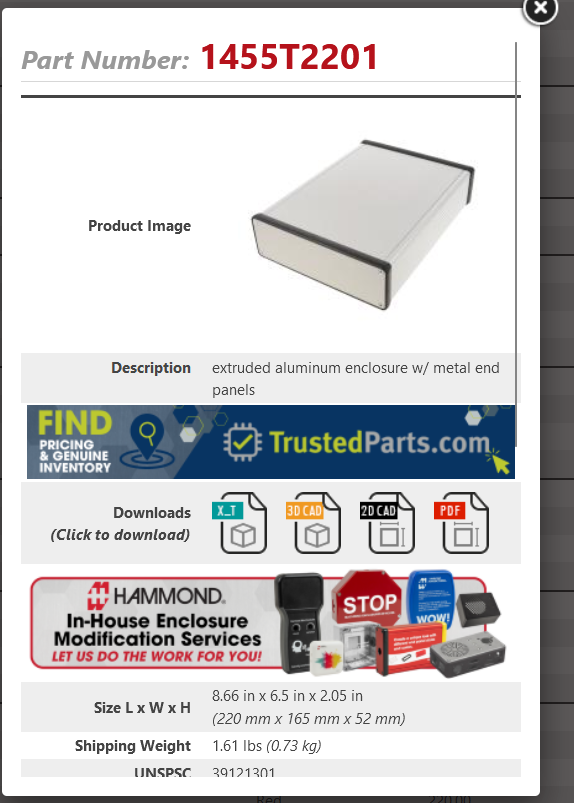 Part Number: 1455T2201
Product Image
Description extruded aluminum enclosure w/ metal end
panels
FIND
PRICING
& GENUINE
INVENTORY
TrustedParts.com
Downloads
(Click to download)
X_T 3D CAD 2D CAD PDF
HAMMOND®
In-House Enclosure
Modification Services
LET US DO THE WORK FOR YOU!
STOP
WOW!
Size L x W x H
8.66 in x 6.5 in x 2.05 in
(220 mm x 165 mm x 52 mm)
Shipping Weight 1.61 lbs (0.73 kg)
UNSPSC 39121301
Red 220.00